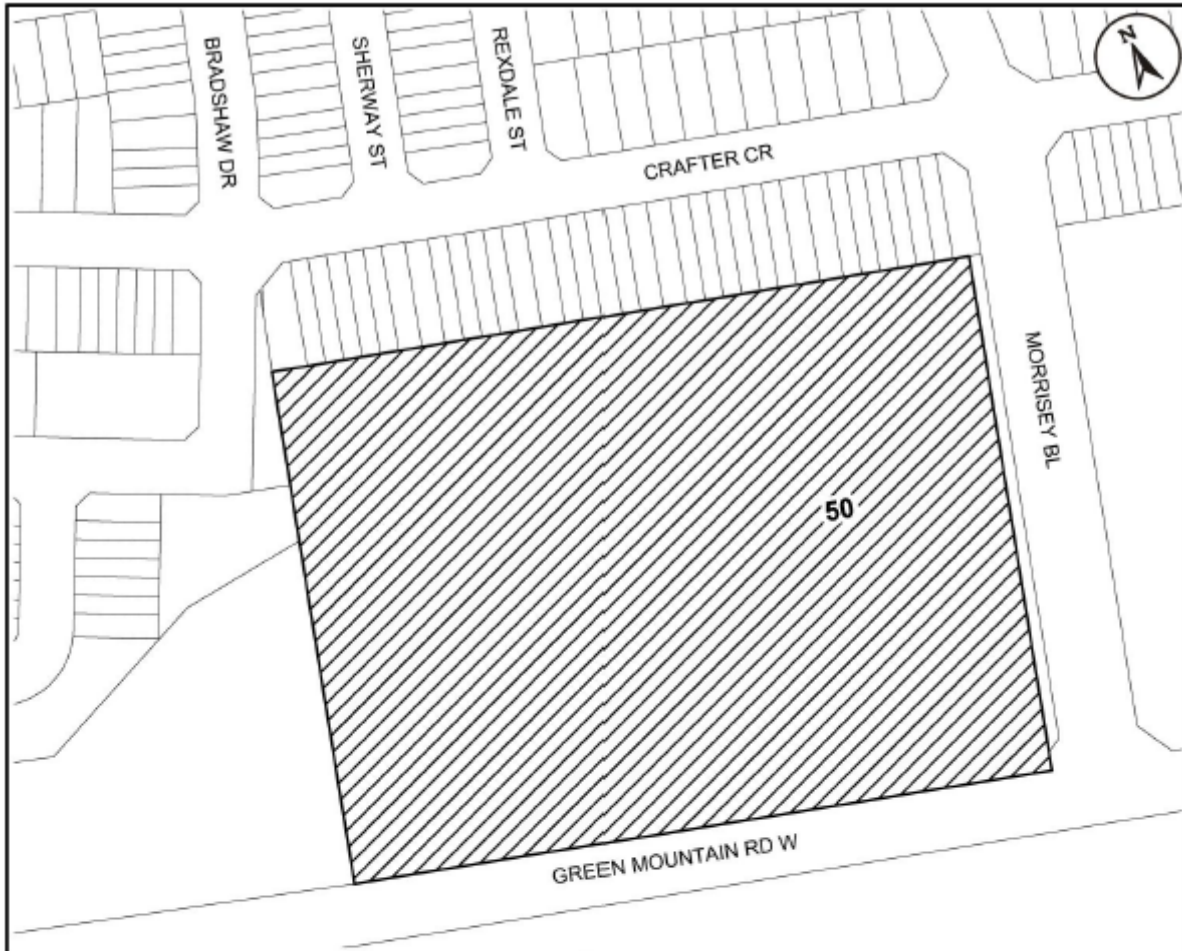 BRADSHAW DR
SHERWAY ST
REXDALE ST
N
CRAFTER CR
MORRISEY BL
50
GREEN MOUNTAIN RD W